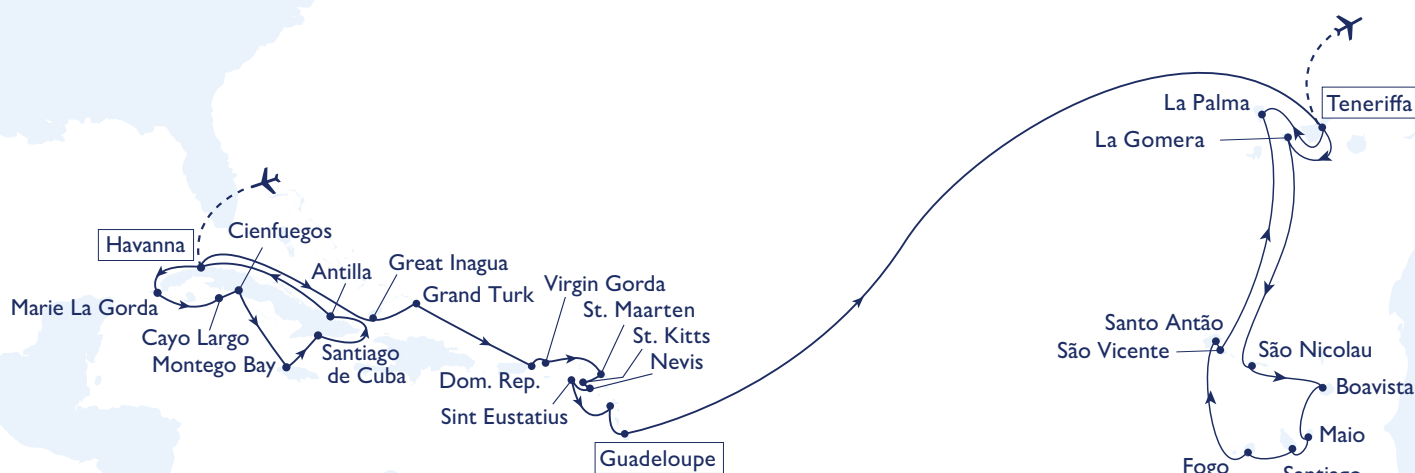 La Palma
Teneriffa
La Gomera
Cienfuegos
Havanna
Antilla
Great Inagua
Grand Turk
Virgin Gorda
Marie La Gorda
St. Maarten
Cayo Largo
St. Kitts
Montego Bay
Santiago
de Cuba
Nevis
Dom. Rep.
Sint Eustatius
Guadeloupe
Santo Antão
São Vicente
São Nicolau
Boavista
Maio
Fogo
Santiago